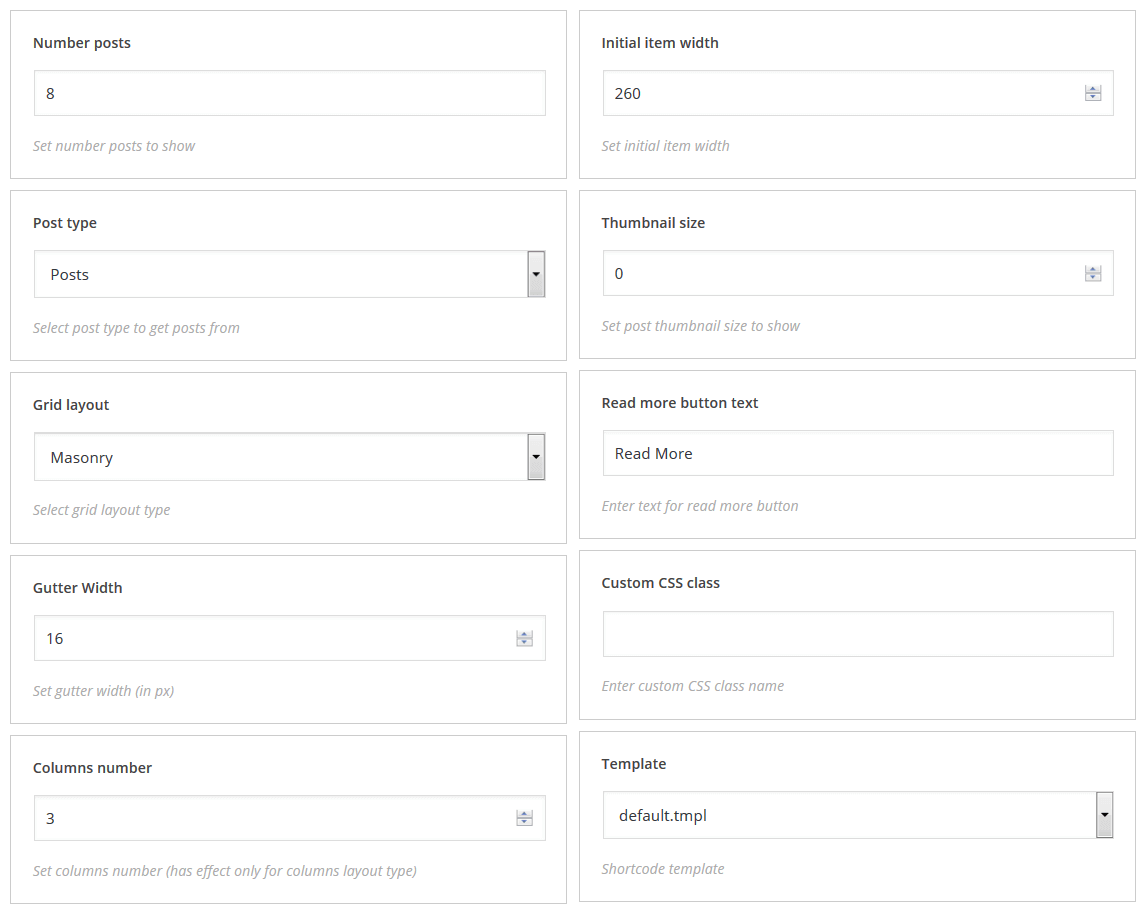 Number posts
8
Set number posts to show
Post type
Posts
Select post type to get posts from
Grid layout
Masonry
Select grid layout type
Gutter Width
16
Set gutter width (in px)
Columns number
3
Set columns number (has effect only for columns layout type)
Initial item width
260
Set initial item width
Thumbnail size
0
Set post thumbnail size to show
Read more button text
Read More
Enter text for read more button
Custom CSS class
Enter custom CSS class name
Template
default.tmpl
Shortcode template